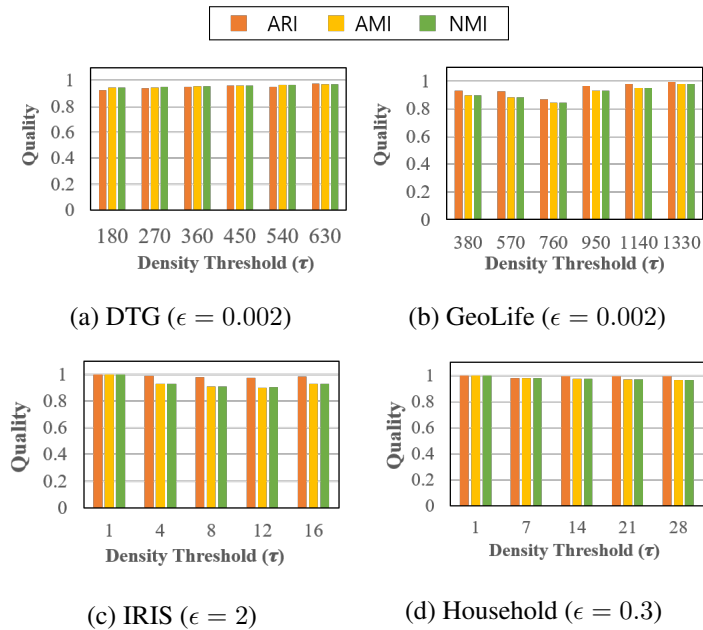 ARI AMI NMI
Quality
1
0.8
0.6
0.4
0.2
0
180 270 360 450 540 630
Density Threshold (τ)
(a) DTG (ϵ = 0.002)
Quality
1
0.8
0.6
0.4
0.2
0
380 570 760 950 1140 1330
Density Threshold (τ)
(b) GeoLife (ϵ = 0.002)
Quality
1
0.8
0.6
0.4
0.2
0
1 4 8 12 16
Density Threshold (τ)
(c) IRIS (ϵ = 2)
Quality
1
0.8
0.6
0.4
0.2
0
1 7 14 21 28
Density Threshold (τ)
(d) Household (ϵ = 0.3)